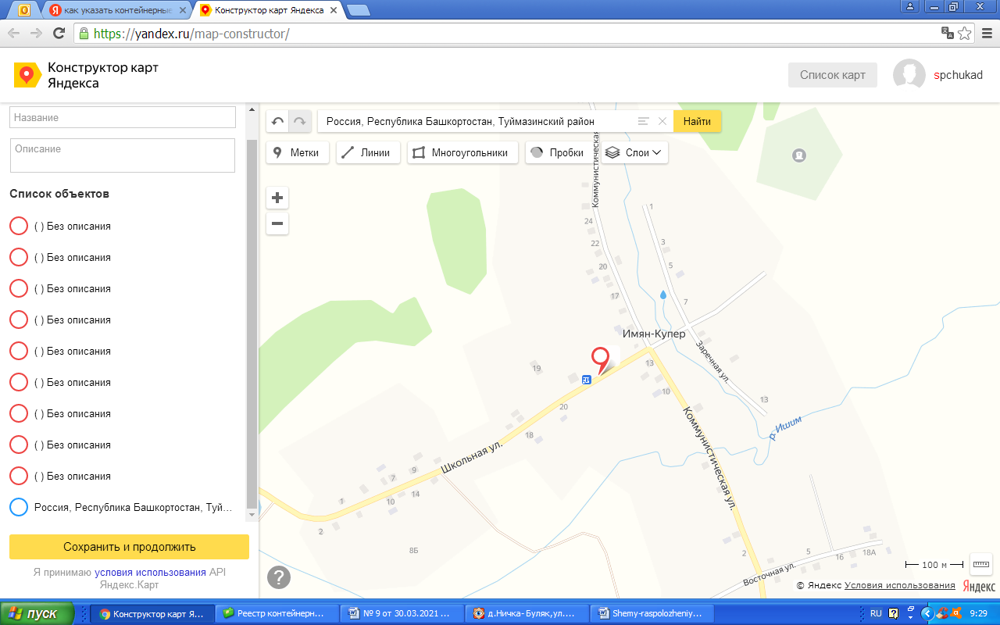 как указать контейнерные
Конструктор карт Яндекса
https://yandex.ru/map-constructor/
Конструктор карт
Яндекса
Список карт
spchukad
Название
Описание
Список объектов
( ) Без описания
( ) Без описания
( ) Без описания
( ) Без описания
( ) Без описания
( ) Без описания
( ) Без описания
( ) Без описания
( ) Без описания
Россия, Республика Башкортостан, Туй...
Сохранить и продолжить
Я принимаю условия использования API
Яндекс.Карт
Россия, Республика Башкортостан, Туймазинский район
Найти
Метки
Линии
Многоугольники
Пробки
Слои
Коммунистическая
1
24
3
22
5
20
17
7
Имян-Купер
Заречная ул.
13
19
10
13
20
18
р. Ишим
Школьная ул.
Коммунистическая ул.
9
7
14
1
10
2
8Б
2
5
16
18А
Восточная ул.
100 м
© Яндекс Условия использования
Яндекс
пуск
Конструктор карт Я...
Реестр контейнерн...
№ 9 от 30.03.2021 ...
д.Ничка- Буляк,ул....
Shemy-raspolozheniy...
RU
9:29